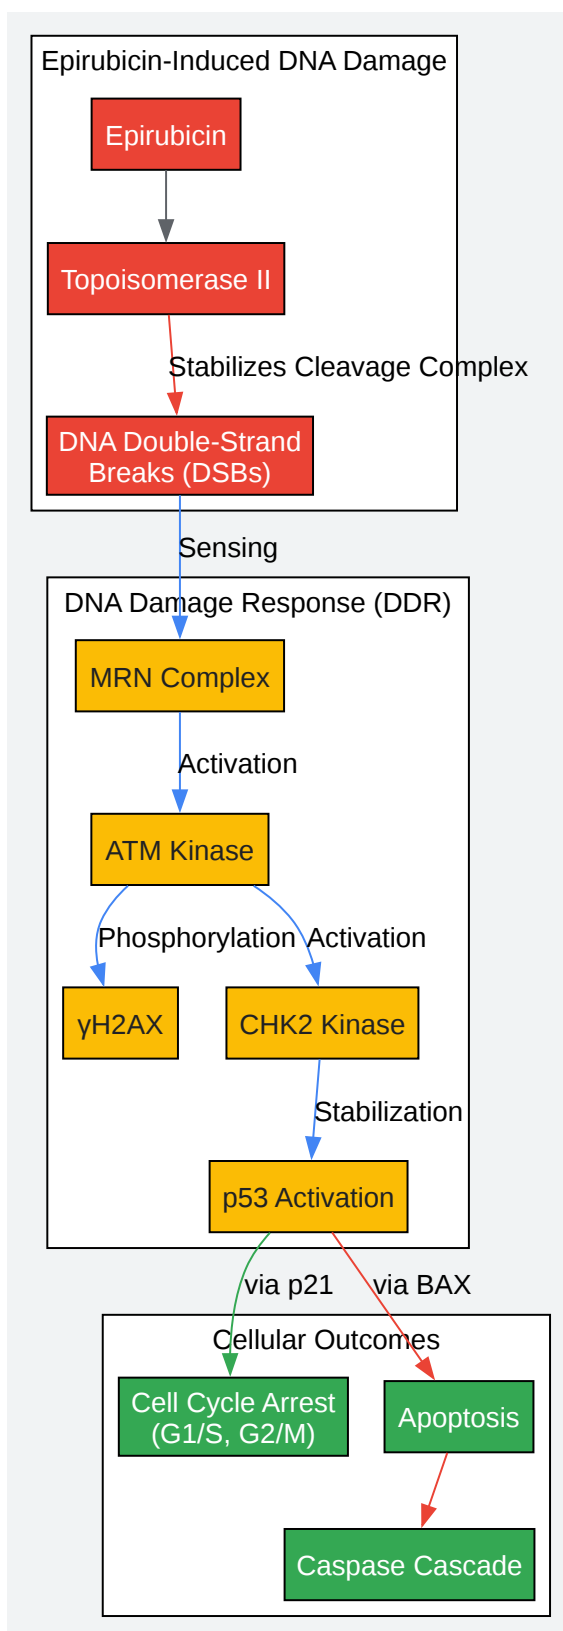 Epirubicin-Induced DNA Damage
Epirubicin
Topoisomerase II
Stabilizes Cleavage Complex
DNA Double-Strand
Breaks (DSBs)
Sensing
DNA Damage Response (DDR)
MRN Complex
Activation
ATM Kinase
Phosphorylation
Activation
γH2AX
CHK2 Kinase
Stabilization
p53 Activation
via p21
via BAX
Cellular Outcomes
Cell Cycle Arrest
(G1/S, G2/M)
Apoptosis
Caspase Cascade